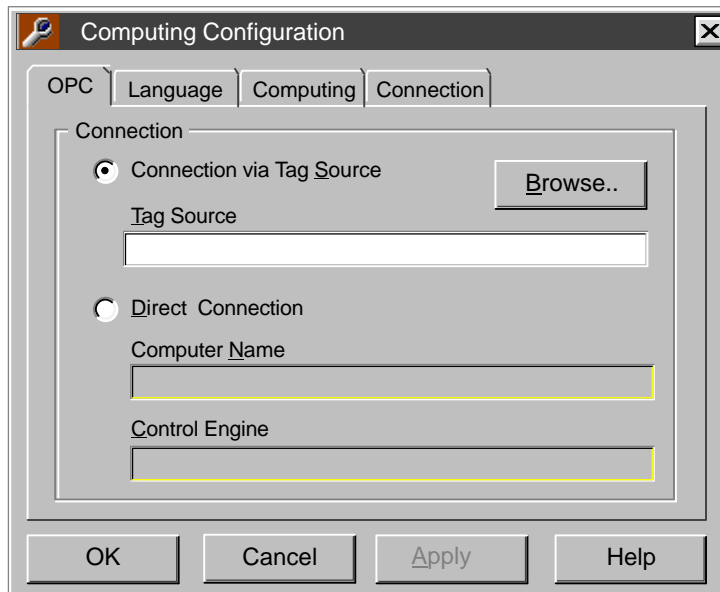 Computing Configuration
OPC Language Computing Connection
Connection
Connection via Tag Source
Browse..
Tag Source
Direct Connection
Computer Name
Control Engine
OK Cancel Apply Help